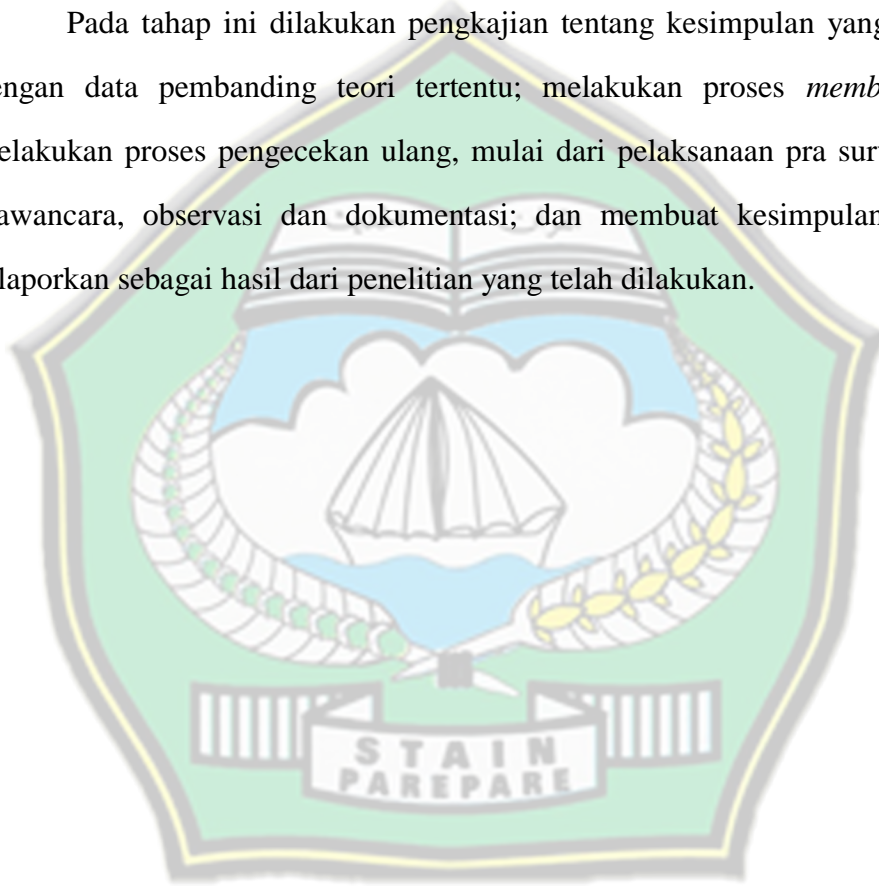 Pada tahap ini dilakukan pengkajian tentang kesimpulan yang
engan data pembanding teori tertentu; melakukan proses memb
elakukan proses pengecekan ulang, mulai dari pelaksanaan pra sur
awancara, observasi dan dokumentasi; dan membuat kesimpulan
laporkan sebagai hasil dari penelitian yang telah dilakukan.
STAIN
PAREPARE